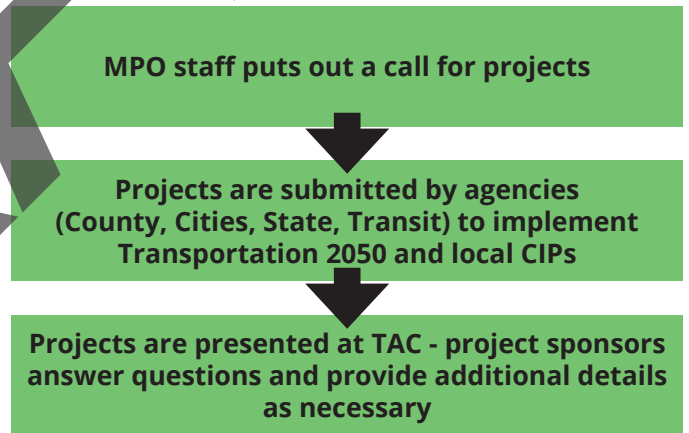 MPO staff puts out a call for projects
Projects are submitted by agencies
(County, Cities, State, Transit) to implement
Transportation 2050 and local CIPs
Projects are presented at TAC - project sponsors
answer questions and provide additional details
as necessary